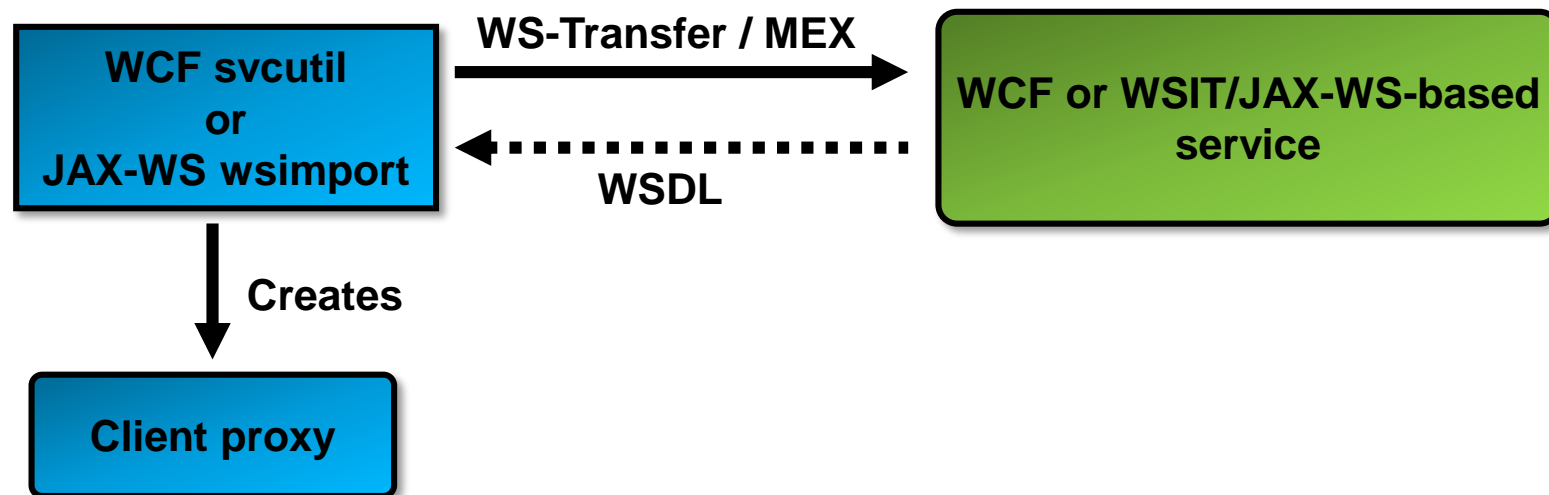 WCF svcutil
or
JAX-WS wsimport
WS-Transfer / MEX
WSDL
WCF or WSIT/JAX-WS-based
service
Creates
Client proxy